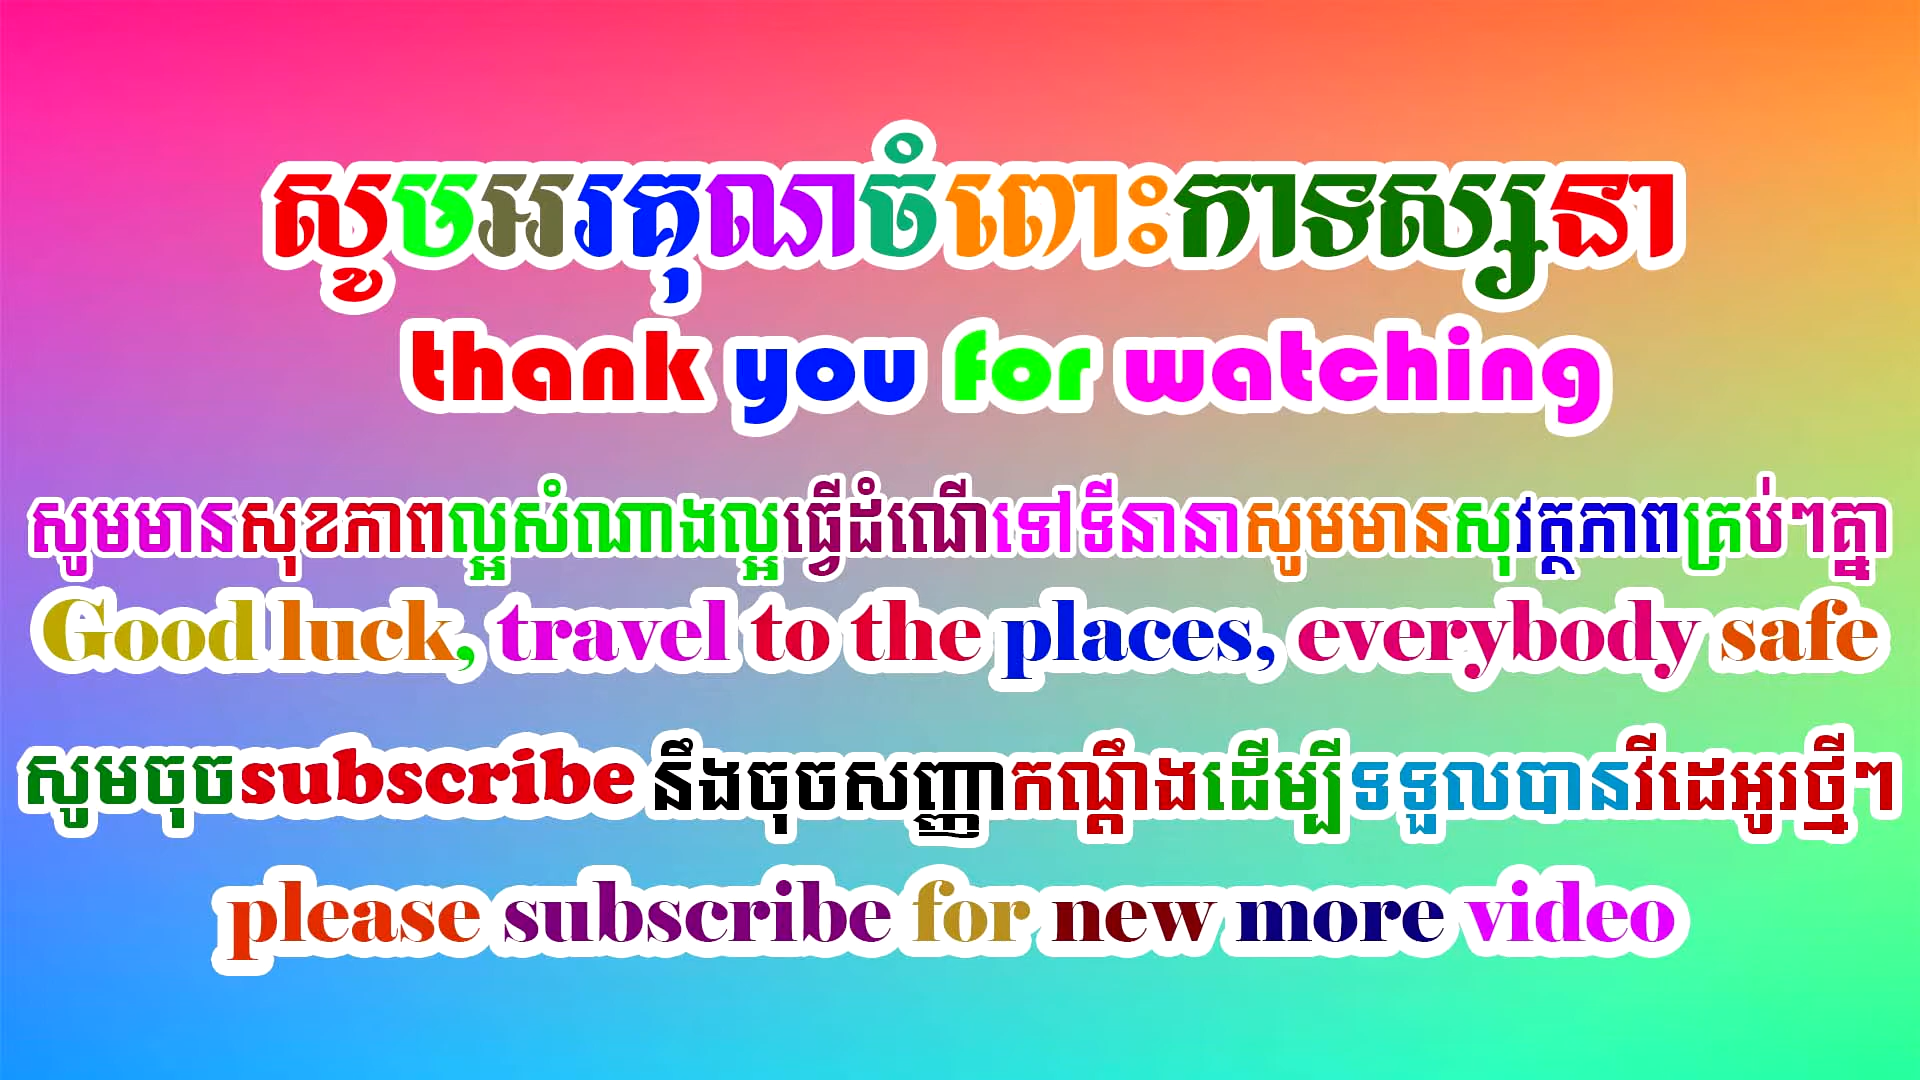 សូមអរគុណចំពោះកាទស្សនា
thank you for watching
សូមមានសុខភាពល្អសំណាងល្អធ្វើដំណើទៅទីនានាសូមមានសុវត្ថភាពគ្រប់ៗគ្នា
Good luck, travel to the places, everybody safe
សូមចុចsubscribe នឹងចុចសញ្ញាកណ្ដឹងដើម្បីទទួលបានវីដេអូរថ្មីៗ
please subscribe for new more video